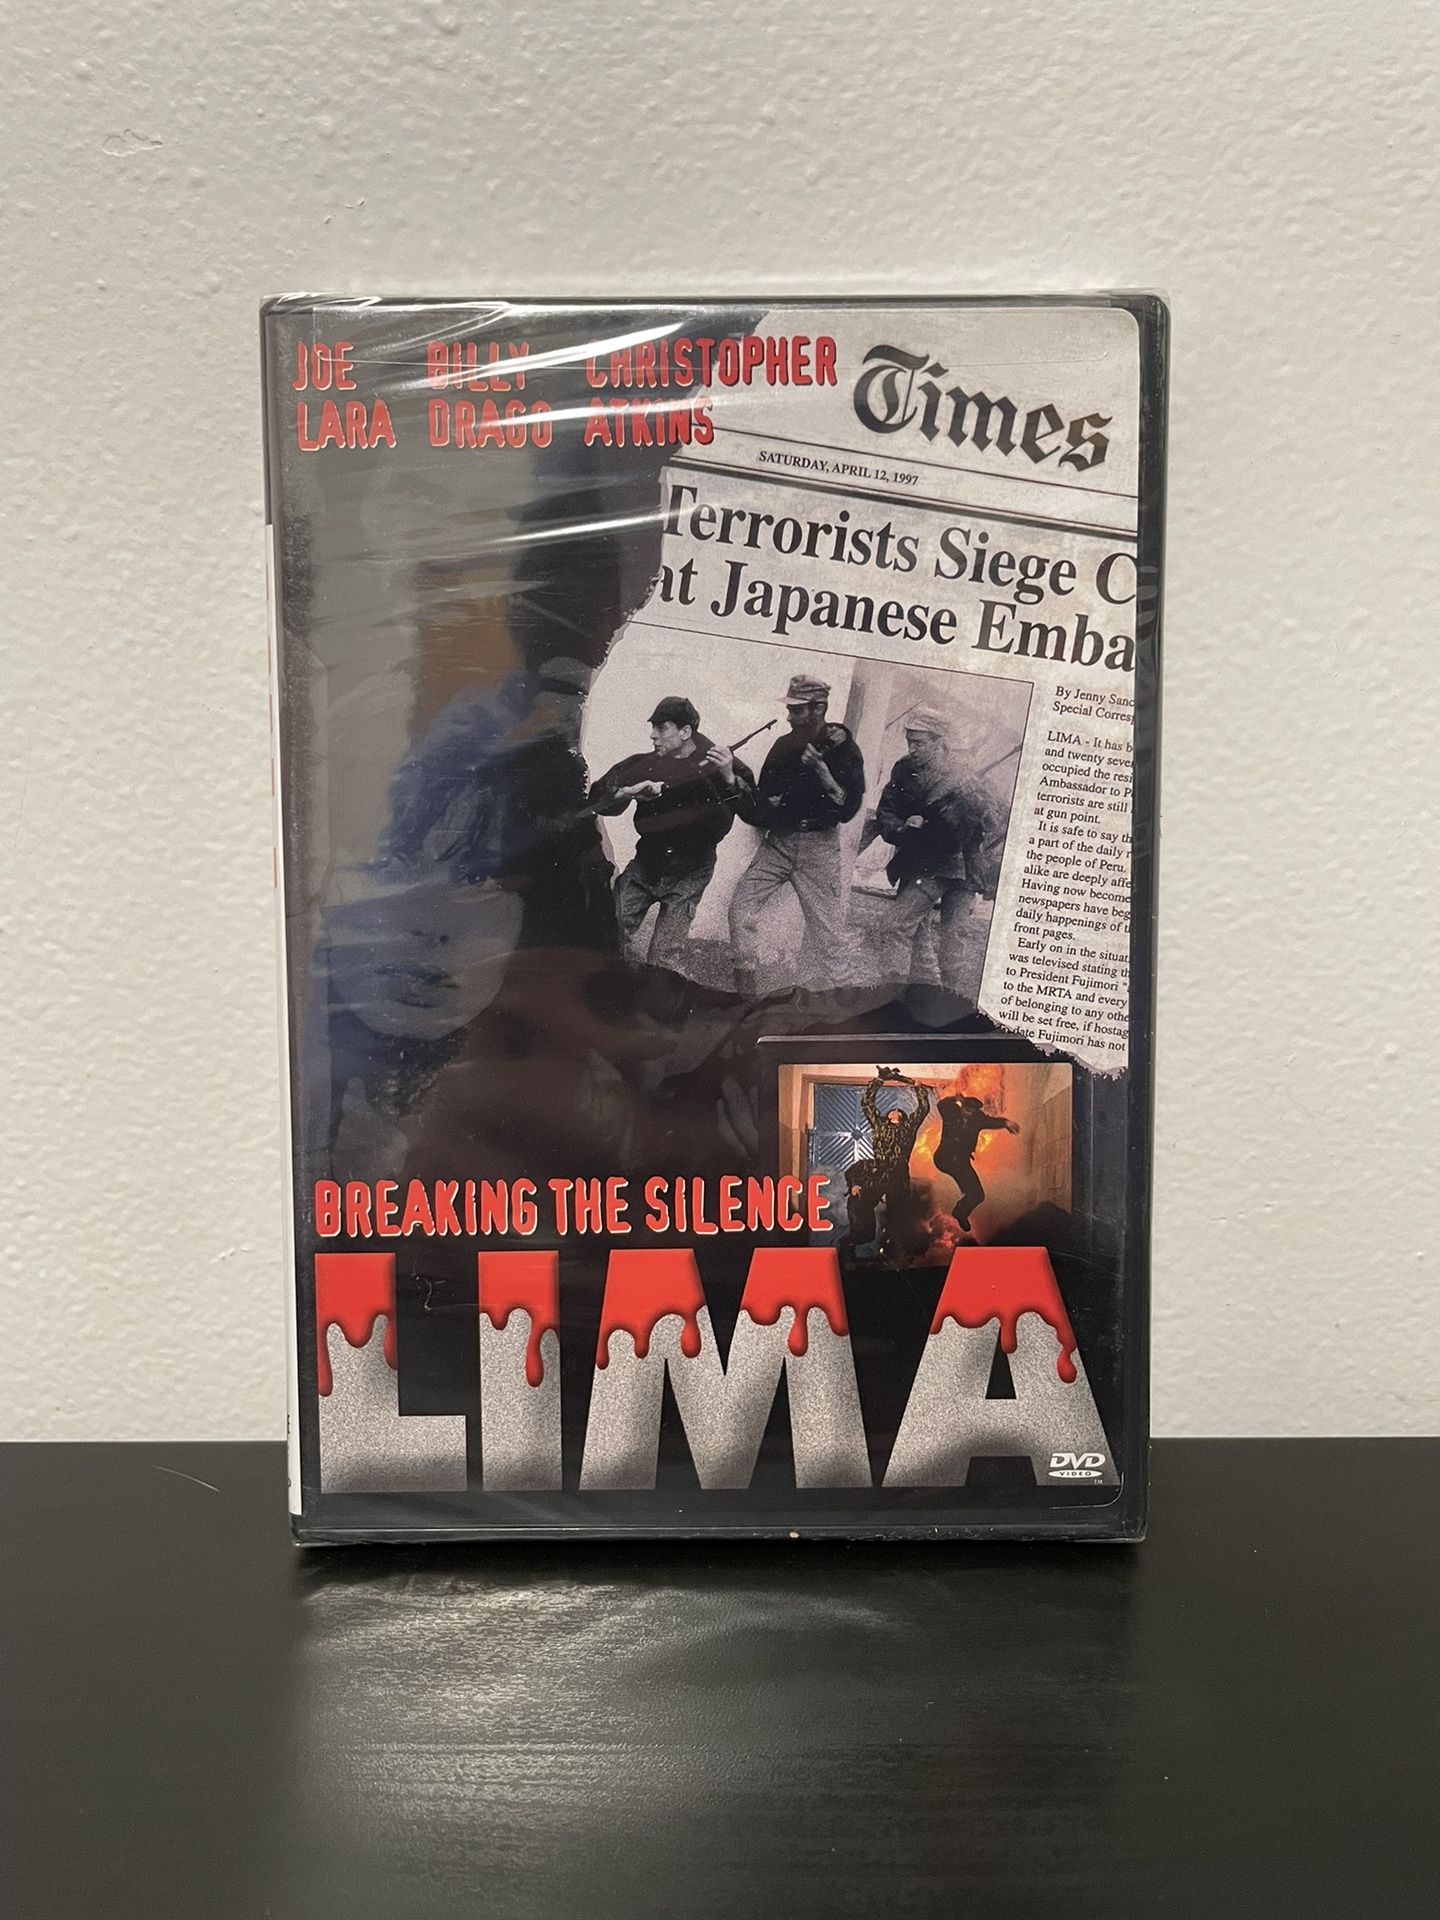 JOE BILLY CHRISTOPHER
LARA DRAGO ATKINS
Times
SATURDAY, APRIL 12, 1997
Terrorists Siege C
at Japanese Emba
By Jenny Sanc
Special Corresp
LIMA - It has b
and twenty seve
occupied the resi
Ambassador to P
terrorists are still
at gun point.
It is safe to say th
a part of the daily r
the people of Peru.
alike are deeply affe
Having now become
newspapers have beg
daily happenings of t
front pages.
Early on in the situat
was televised stating th
to President Fujimori "
to the MRTA and every
of belonging to any othe
will be set free, if hostag
date Fujimori has not
BREAKING THE SILENCE
LIMA
DVD
VIDEO
TM